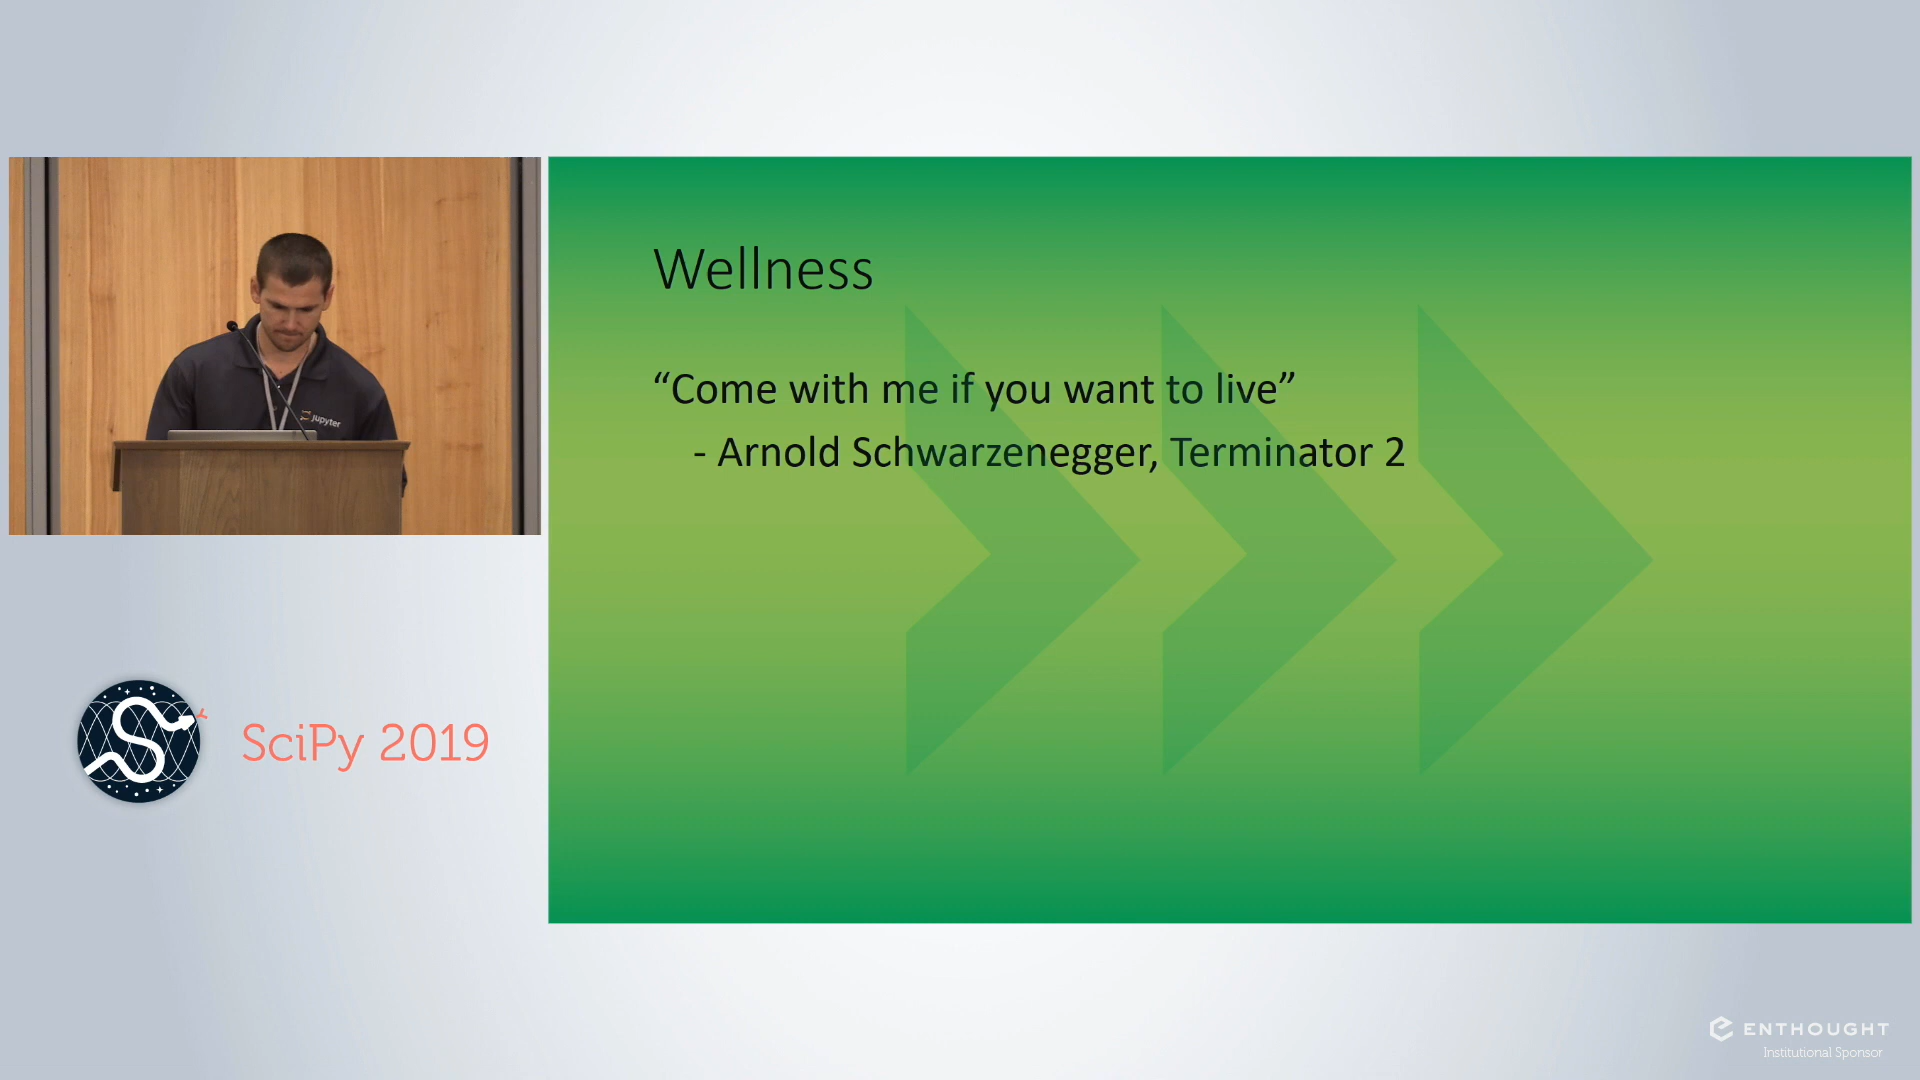 Wellness
“Come with me if you want to live”
- Arnold Schwarzenegger, Terminator 2
jupyter
SciPy 2019
ENTHOUGHT
Institutional Sponsor